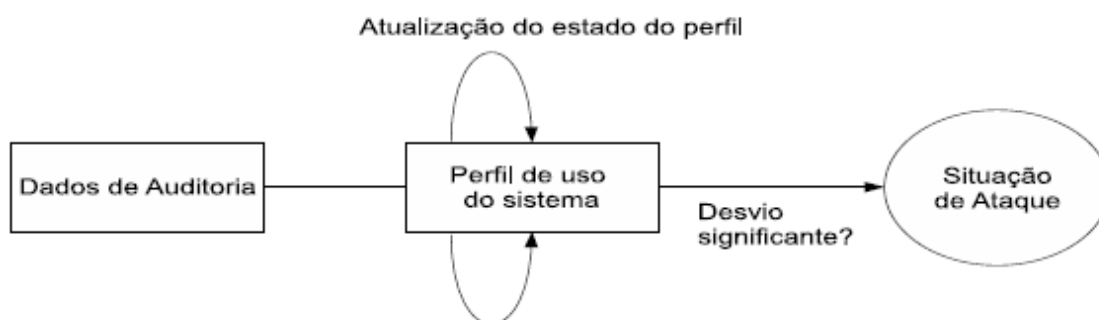 Atualização do estado do perfil
Dados de Auditoria
Perfil de uso
do sistema
Desvio
significante?
Situação
de Ataque